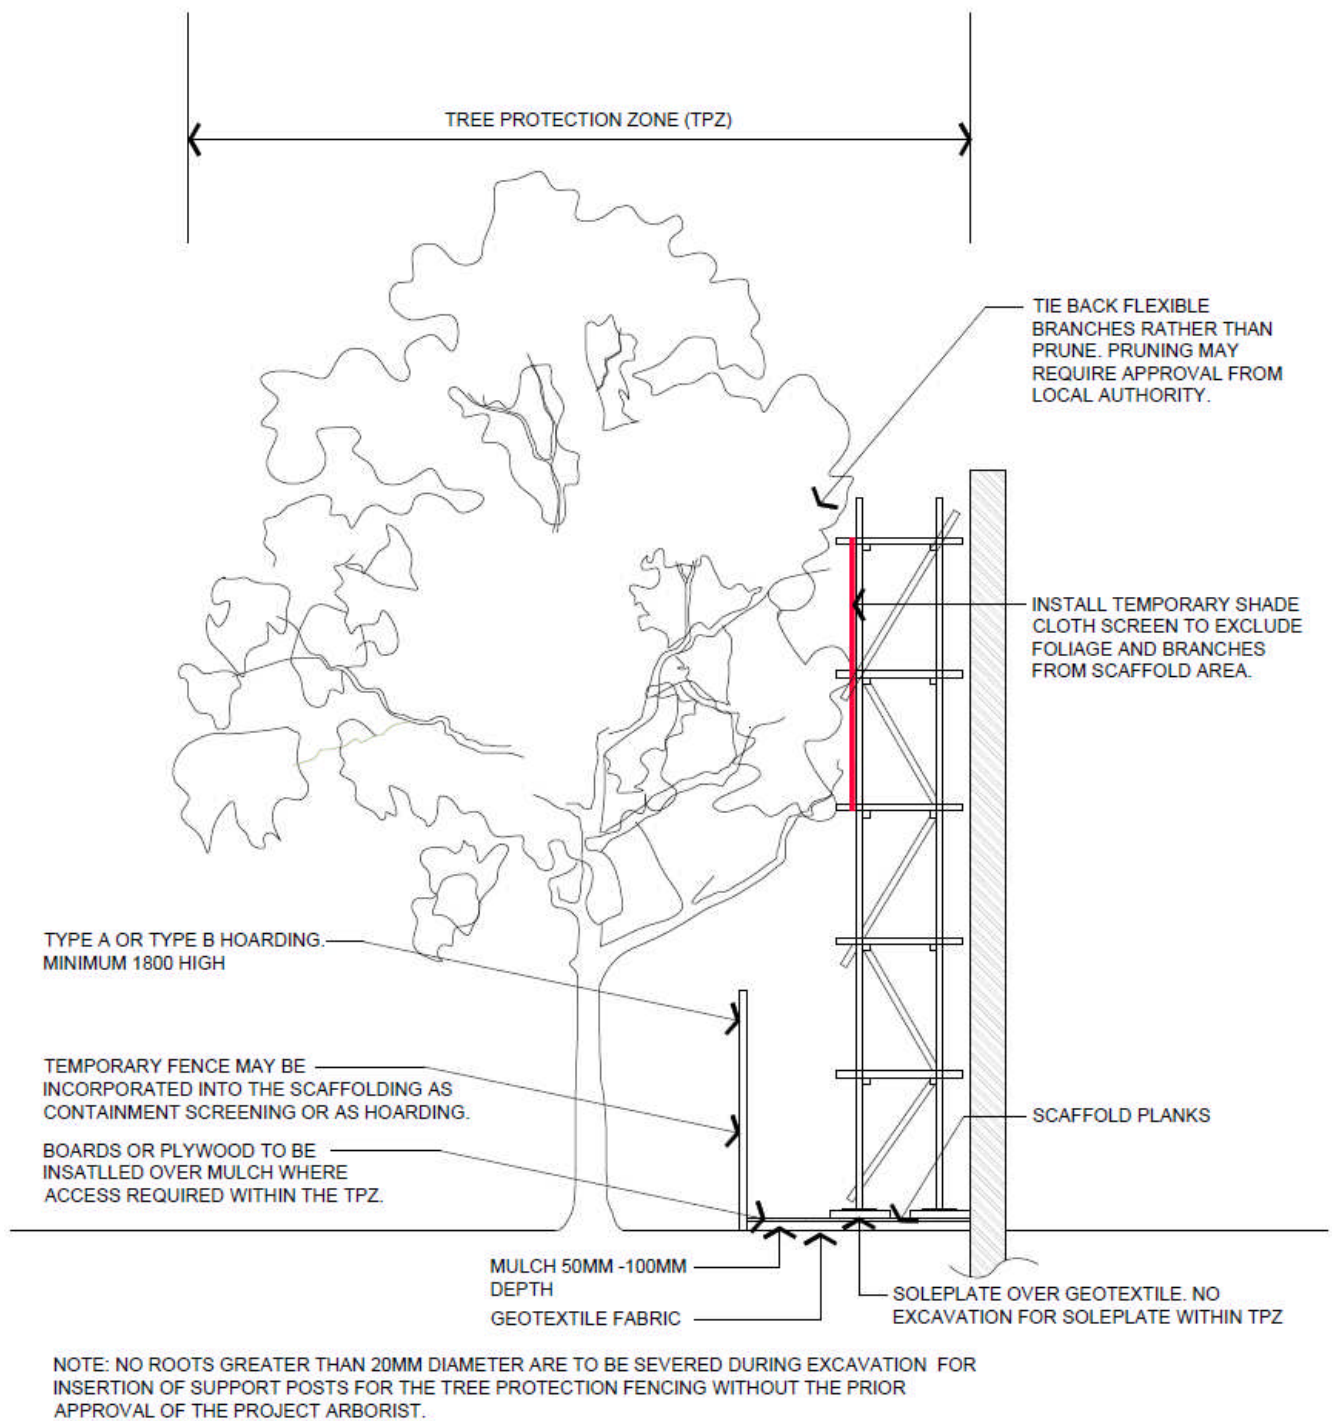 TREE PROTECTION ZONE (TPZ)
TIE BACK FLEXIBLE
BRANCHES RATHER THAN
PRUNE. PRUNING MAY
REQUIRE APPROVAL FROM
LOCAL AUTHORITY.
INSTALL TEMPORARY SHADE
CLOTH SCREEN TO EXCLUDE
FOLIAGE AND BRANCHES
FROM SCAFFOLD AREA.
TYPE A OR TYPE B HOARDING.
MINIMUM 1800 HIGH
TEMPORARY FENCE MAY BE
INCORPORATED INTO THE SCAFFOLDING AS
CONTAINMENT SCREENING OR AS HOARDING.
BOARDS OR PLYWOOD TO BE
INSATLLED OVER MULCH WHERE
ACCESS REQUIRED WITHIN THE TPZ.
SCAFFOLD PLANKS
MULCH 50MM -100MM
DEPTH
GEOTEXTILE FABRIC
SOLEPLATE OVER GEOTEXTILE. NO
EXCAVATION FOR SOLEPLATE WITHIN TPZ
NOTE: NO ROOTS GREATER THAN 20MM DIAMETER ARE TO BE SEVERED DURING EXCAVATION FOR
INSERTION OF SUPPORT POSTS FOR THE TREE PROTECTION FENCING WITHOUT THE PRIOR
APPROVAL OF THE PROJECT ARBORIST.